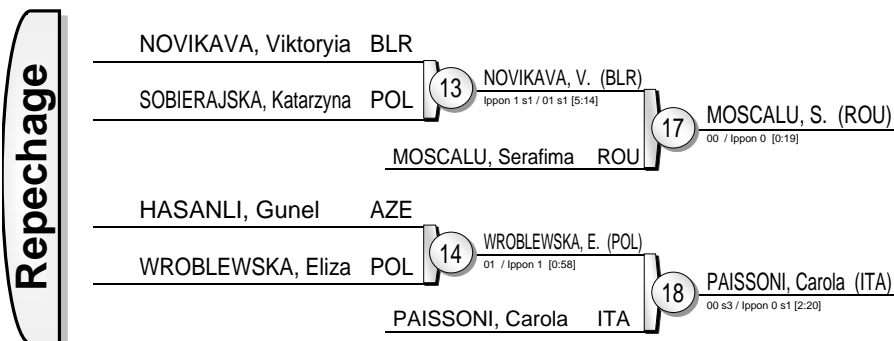 Repechage
NOVIKAVA, Viktoryia BLR
SOBIERAJSKA, Katarzyna POL
13
NOVIKAVA, V. (BLR)
Ippon 1 s1 / 01 s1 [5:14]
MOSCALU, Serafima ROU
17
MOSCALU, S. (ROU)
00 / Ippon 0 [0:19]
HASANLI, Gunel AZE
WROBLEWSKA, Eliza POL
14
WROBLEWSKA, E. (POL)
01 / Ippon 1 [0:58]
PAISSONI, Carola ITA
18
PAISSONI, Carola (ITA)
00 s3 / Ippon 0 s1 [2:20]